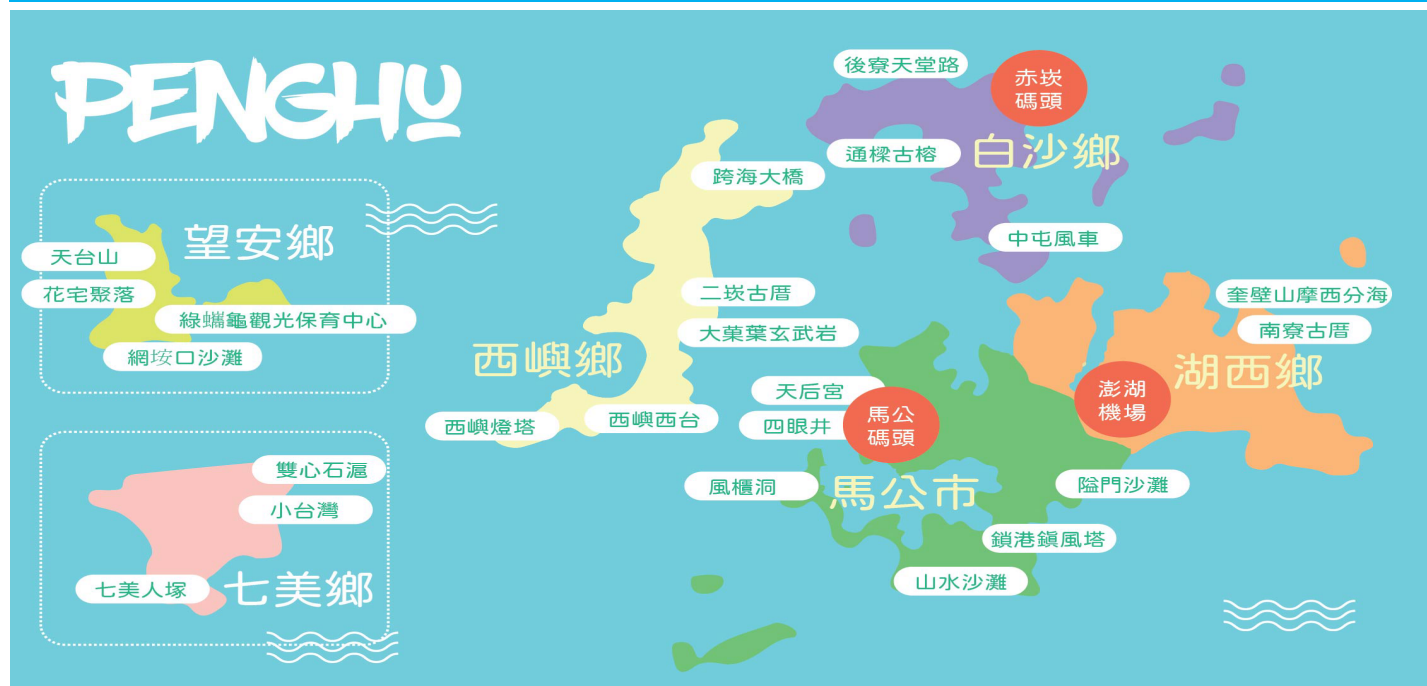 PENGHU
望安鄉
天台山
花宅聚落
綠蠵龜觀光保育中心
網垵口沙灘
雙心石滬
小台灣
七美人塚
七美鄉
後寮天堂路
赤崁
碼頭
通樑古榕
白沙鄉
跨海大橋
中屯風車
二崁古厝
大菓葉玄武岩
西嶼鄉
西嶼燈塔
西嶼西台
奎壁山摩西分海
南寮古厝
湖西鄉
澎湖
機場
天后宮
四眼井
馬公
碼頭
風櫃洞
馬公市
隘門沙灘
鎖港鎮風塔
山水沙灘